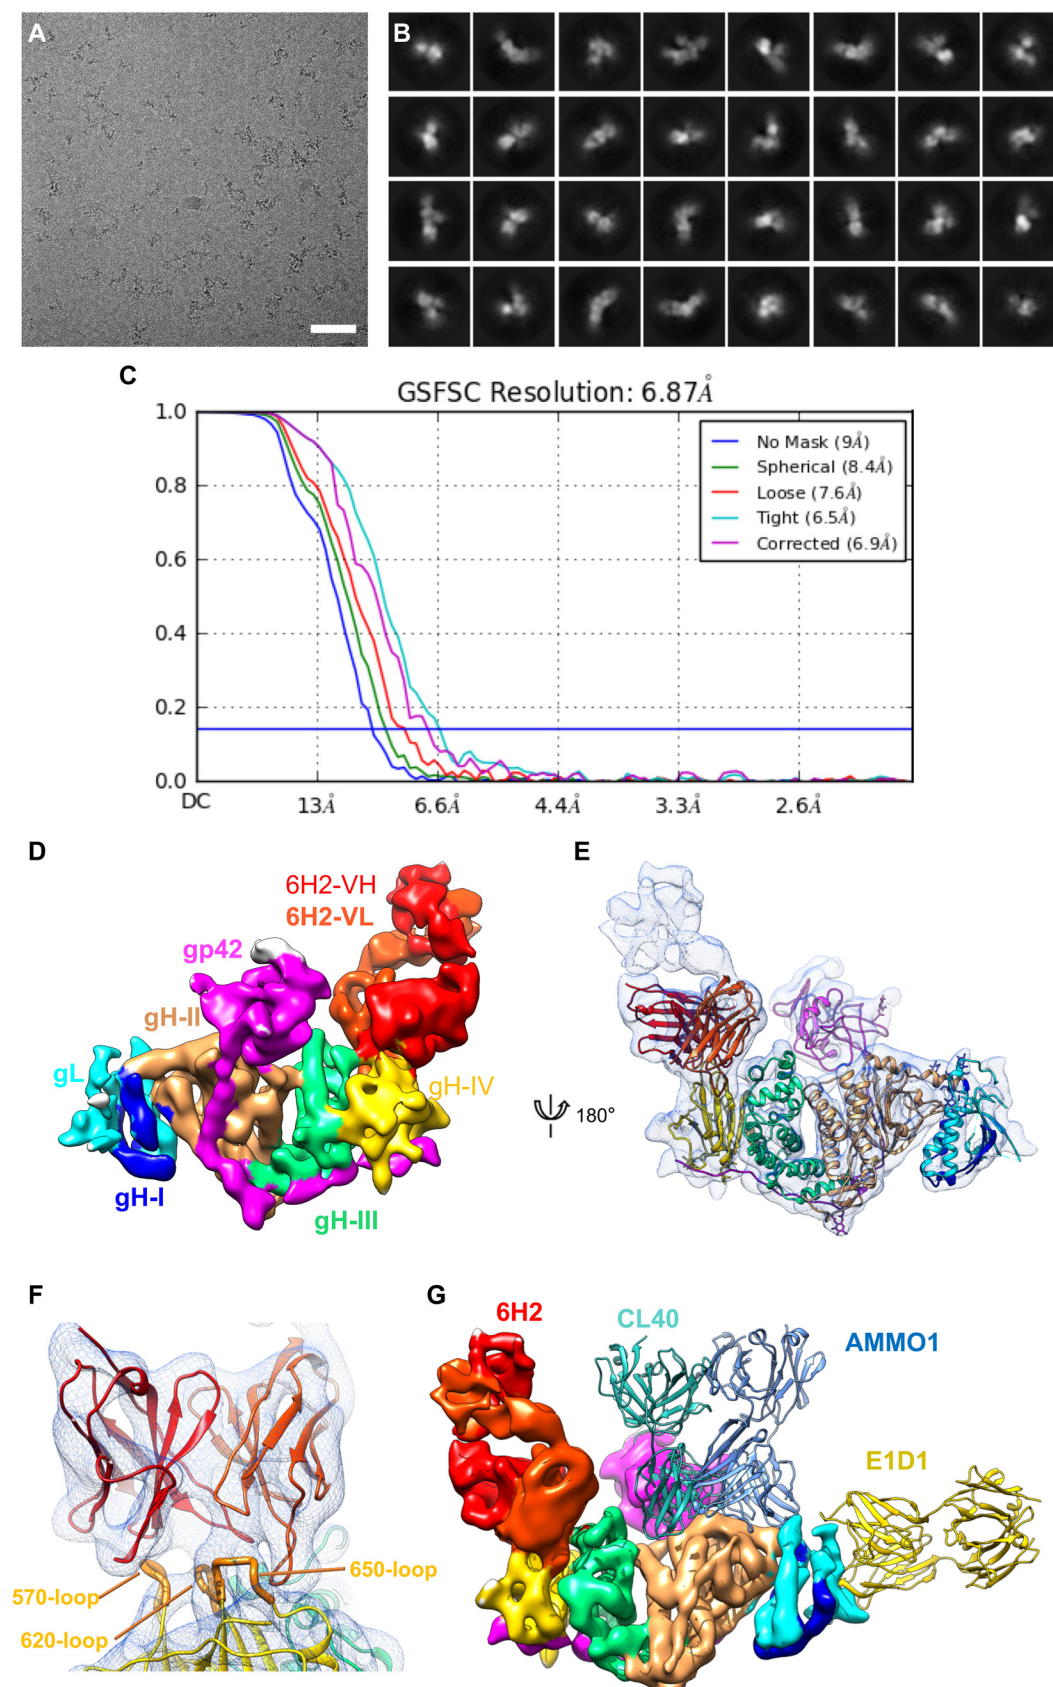 A
B
C
GSFSC Resolution: 6.87Å
1.0
0.8
0.6
0.4
0.2
0.0
No Mask (9Å)
Spherical (8.4Å)
Loose (7.6Å)
Tight (6.5Å)
Corrected (6.9Å)
DC
13Å
6.6Å
4.4Å
3.3Å
2.6Å
D
6H2-VH
6H2-VL
gp42
gH-II
gL
gH-IV
gH-I
gH-III
E
180°
F
570-loop
650-loop
620-loop
G
6H2
CL40
AMMO1
E1D1